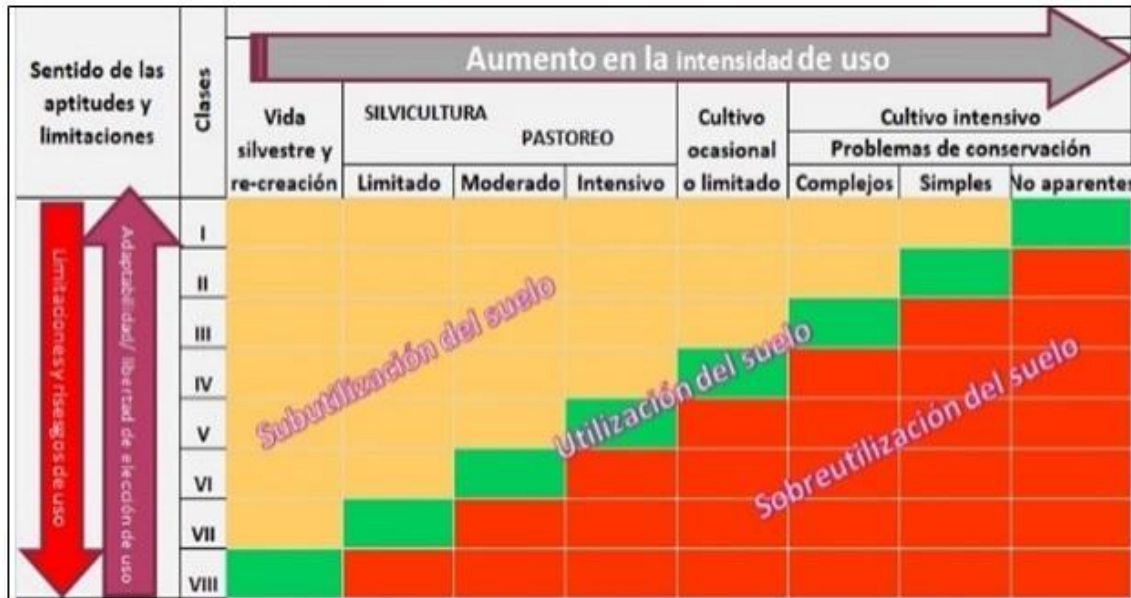 Sentido de las
aptitudes y
limitaciones
Clases
Aumento en la intensidad de uso
Vida
silvestre y
re-creación
SILVICULTURA
PASTOREO
Limitado
Moderado
Intensivo
Cultivo
ocasional
o limitado
Cultivo intensivo
Problemas de conservación
Complejos
Simples
No aparentes
Limitaciones y riesgos de uso
Adaptabilidad/ libertad de elección de uso
I
II
III
IV
V
VI
VII
VIII
Subutilización del suelo
Utilización del suelo
Sobreutilización del suelo